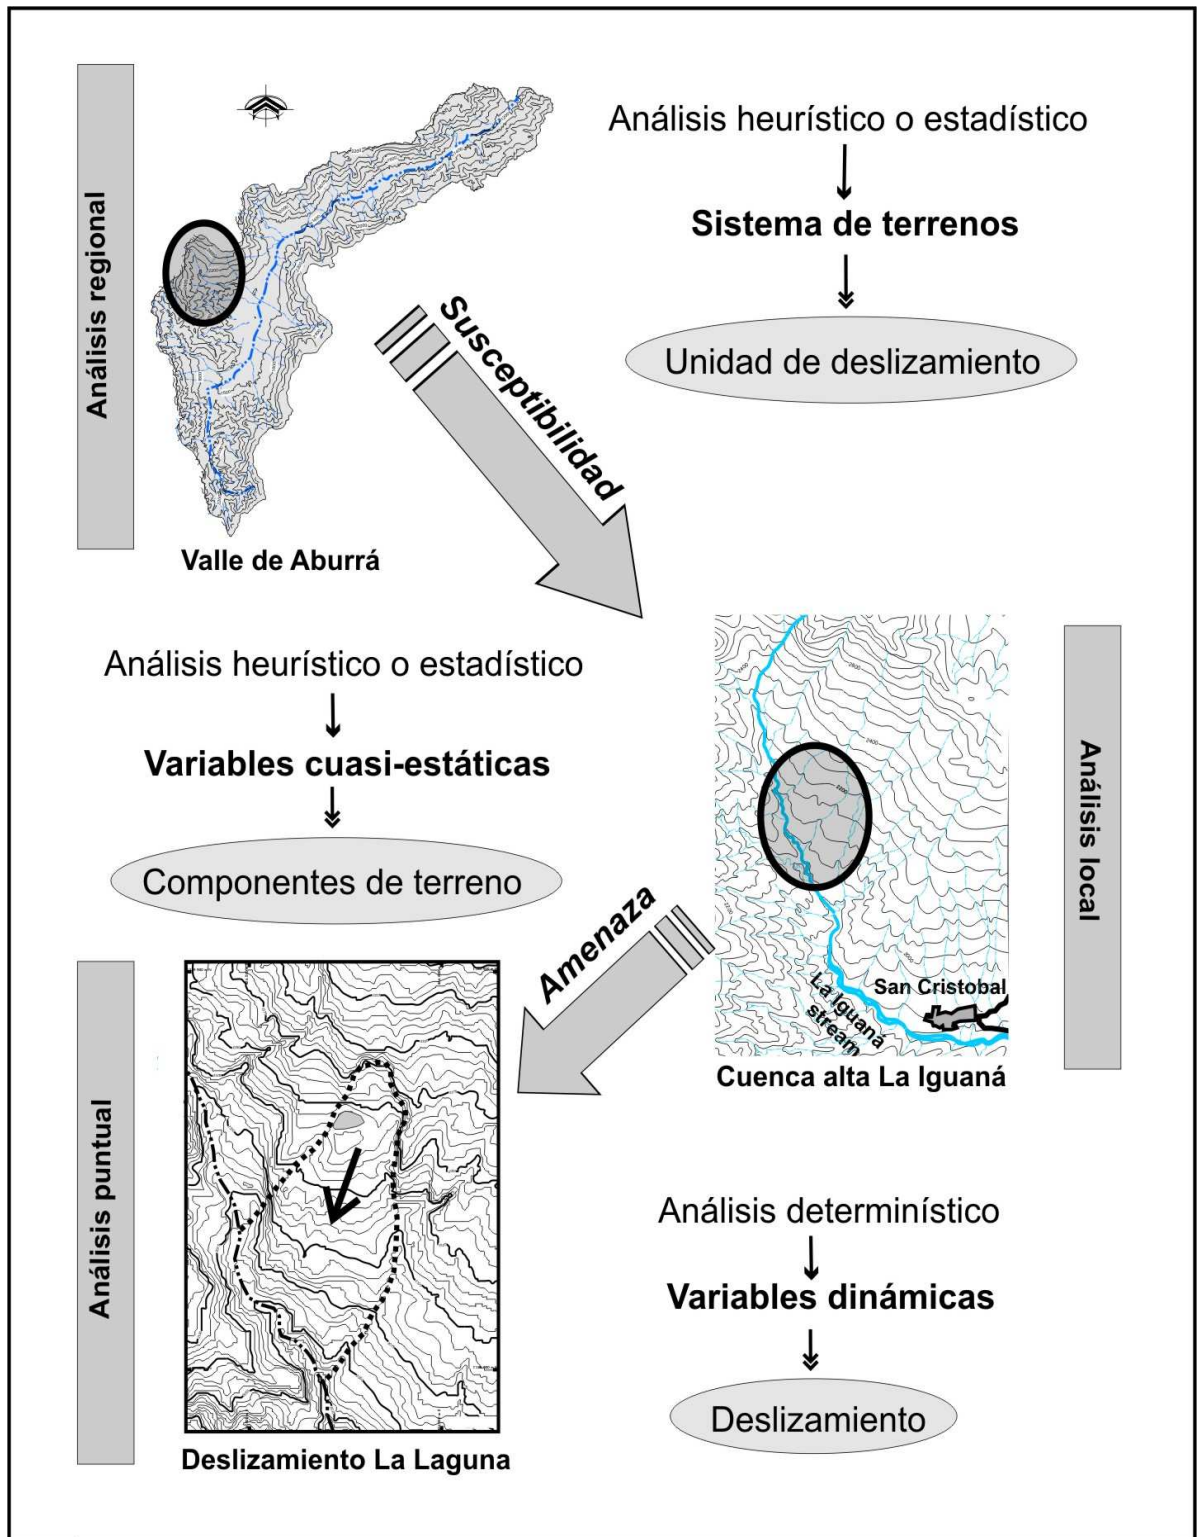 Análisis regional
Análisis heurístico o estadístico
Sistema de terrenos
Unidad de deslizamiento
Susceptibilidad
Valle de Aburrá
Análisis heurístico o estadístico
Variables cuasi-estáticas
Componentes de terreno
Análisis local
La Iguaná
stream
San Cristobal
Cuenca alta La Iguaná
Amenaza
Análisis puntual
Deslizamiento La Laguna
Análisis determinístico
Variables dinámicas
Deslizamiento